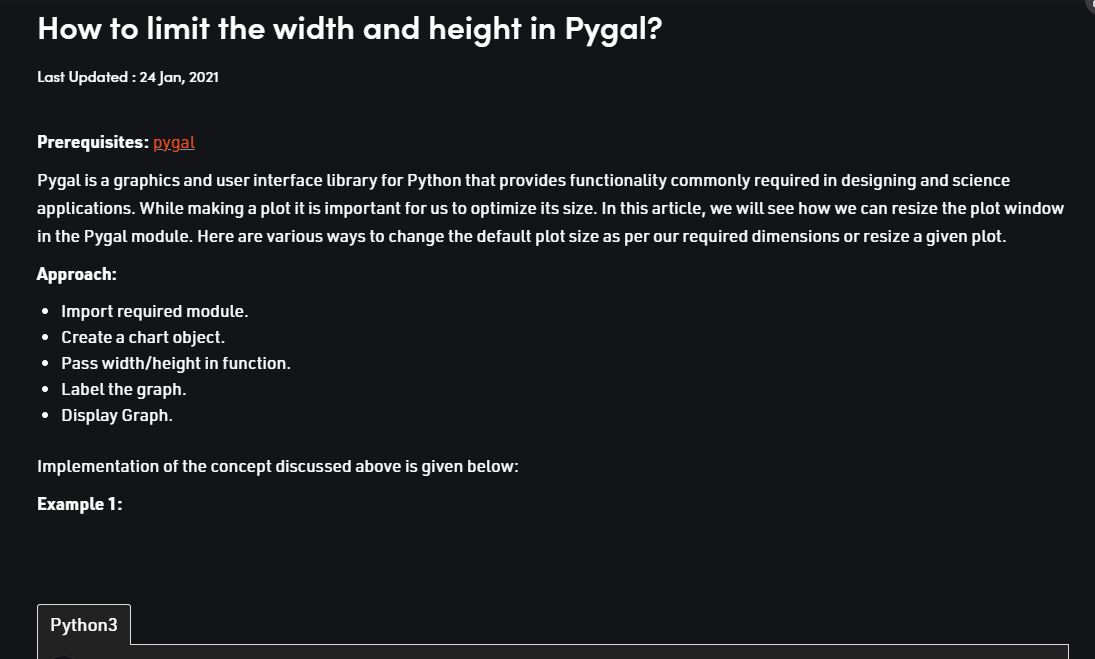 How to limit the width and height in Pygal?
Last Updated : 24 Jan, 2021
Prerequisites: pygal
Pygal is a graphics and user interface library for Python that provides functionality commonly required in designing and science
applications. While making a plot it is important for us to optimize its size. In this article, we will see how we can resize the plot window
in the Pygal module. Here are various ways to change the default plot size as per our required dimensions or resize a given plot.
Approach:
• Import required module.
• Create a chart object.
• Pass width/height in function.
• Label the graph.
• Display Graph.
Implementation of the concept discussed above is given below:
Example 1:
Python3